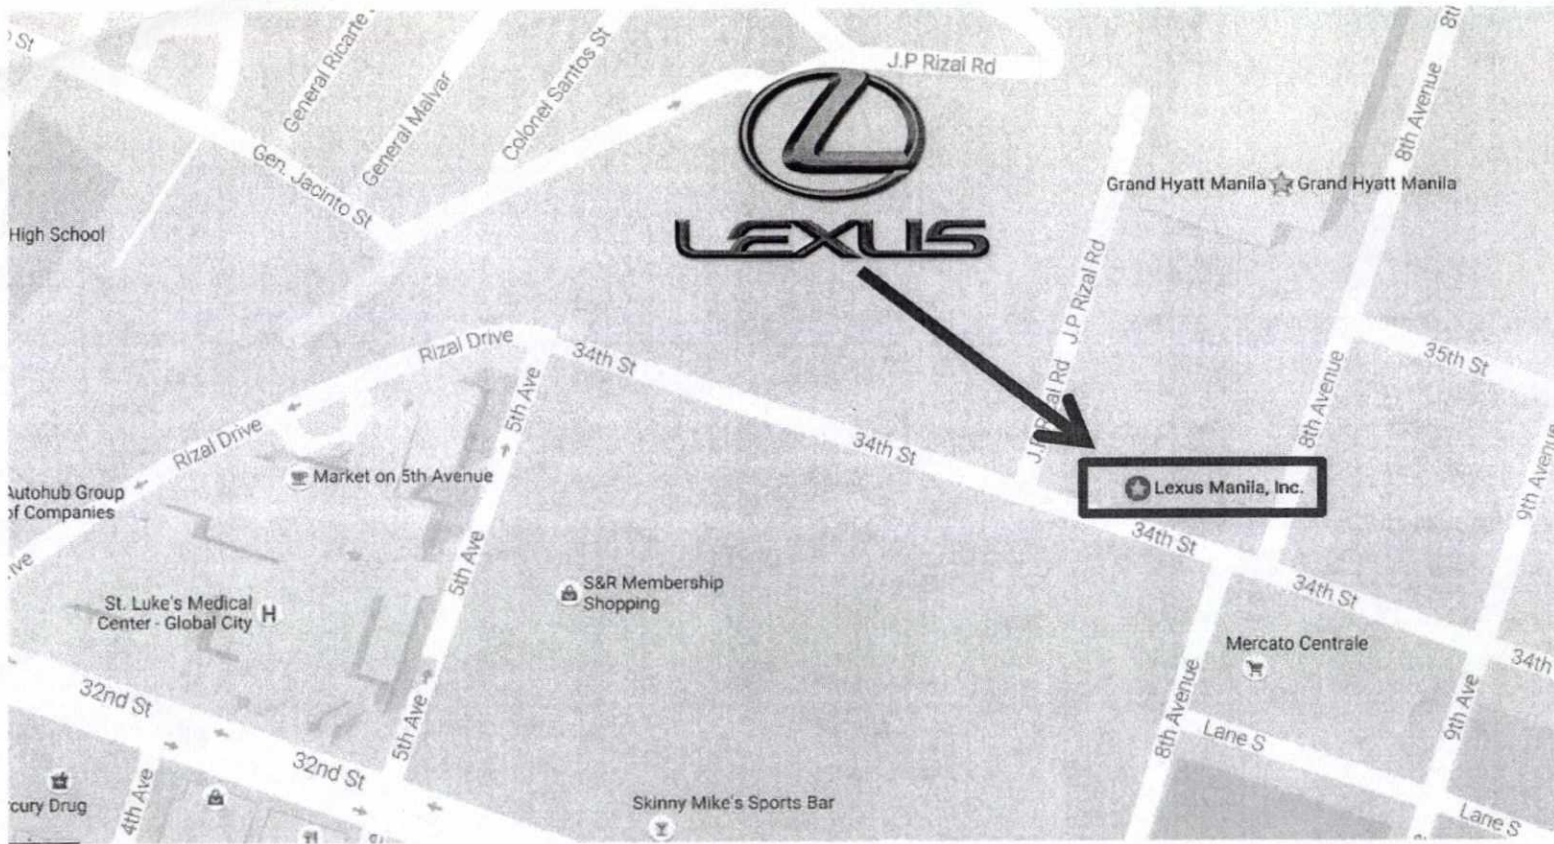 St
General Ricarte
General Malvar
Colonel Santos St
Gen. Jacinto St
J.P Rizal Rd
8th Avenue
Grand Hyatt Manila
Grand Hyatt Manila
High School
LEXUS
J.P Rizal Rd
J.P Rizal Rd
Rizal Drive
34th St
35th St
5th Ave
8th Avenue
Rizal Drive
34th St
9th Avenue
Market on 5th Avenue
Autohub Group
of Companies
Lexus Manila, Inc.
34th St
5th Ave
S&R Membership
Shopping
34th St
St. Luke's Medical
Center - Global City
H
Mercato Centrale
34th
32nd St
5th Ave
8th Avenue
9th Ave
Lane S
32nd St
4th Ave
cury Drug
Skinny Mike's Sports Bar
Lane S